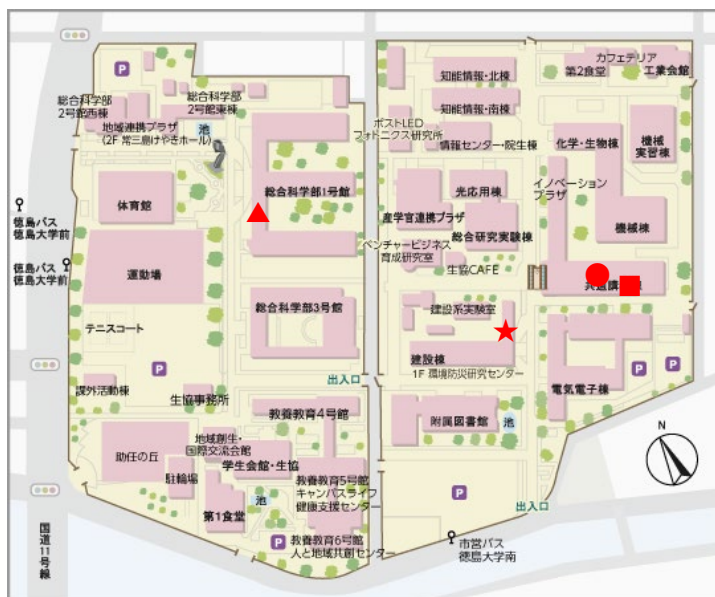 カフェテリア
第2食堂
工業会館
知能情報・北棟
総合科学部
2号館西棟
総合科学部
2号館東棟
知能情報・南棟
地域連携プラザ
(2F 常三島けやきホール)
池
ポストLED
フォトニクス研究所
情報センター・院生棟
化学・生物棟
機械
実習棟
総合科学部1号館
光応用棟
イノベーション
プラザ
体育館
産学官連携プラザ
総合研究実験棟
機械棟
徳島バス
徳島大学前
ベンチャービジネス
育成研究室
生協CAFE
徳島バス
徳島大学前
運動場
総合科学部3号館
建設系実験室
テニスコート
建設棟
1F 環境防災研究センター
P
P
P
P
課外活動棟
生協事務所
出入口
電気電子棟
教養教育4号館
附属図書館
池
N
助任の丘
地域創生・
国際交流会館
学生会館・生協
駐輪場
教養教育5号館
キャンパスライフ
健康支援センター
池
P
第1食堂
出入口
国道11号線
P
教養教育6号館
人と地域共創センター
市営バス
徳島大学南